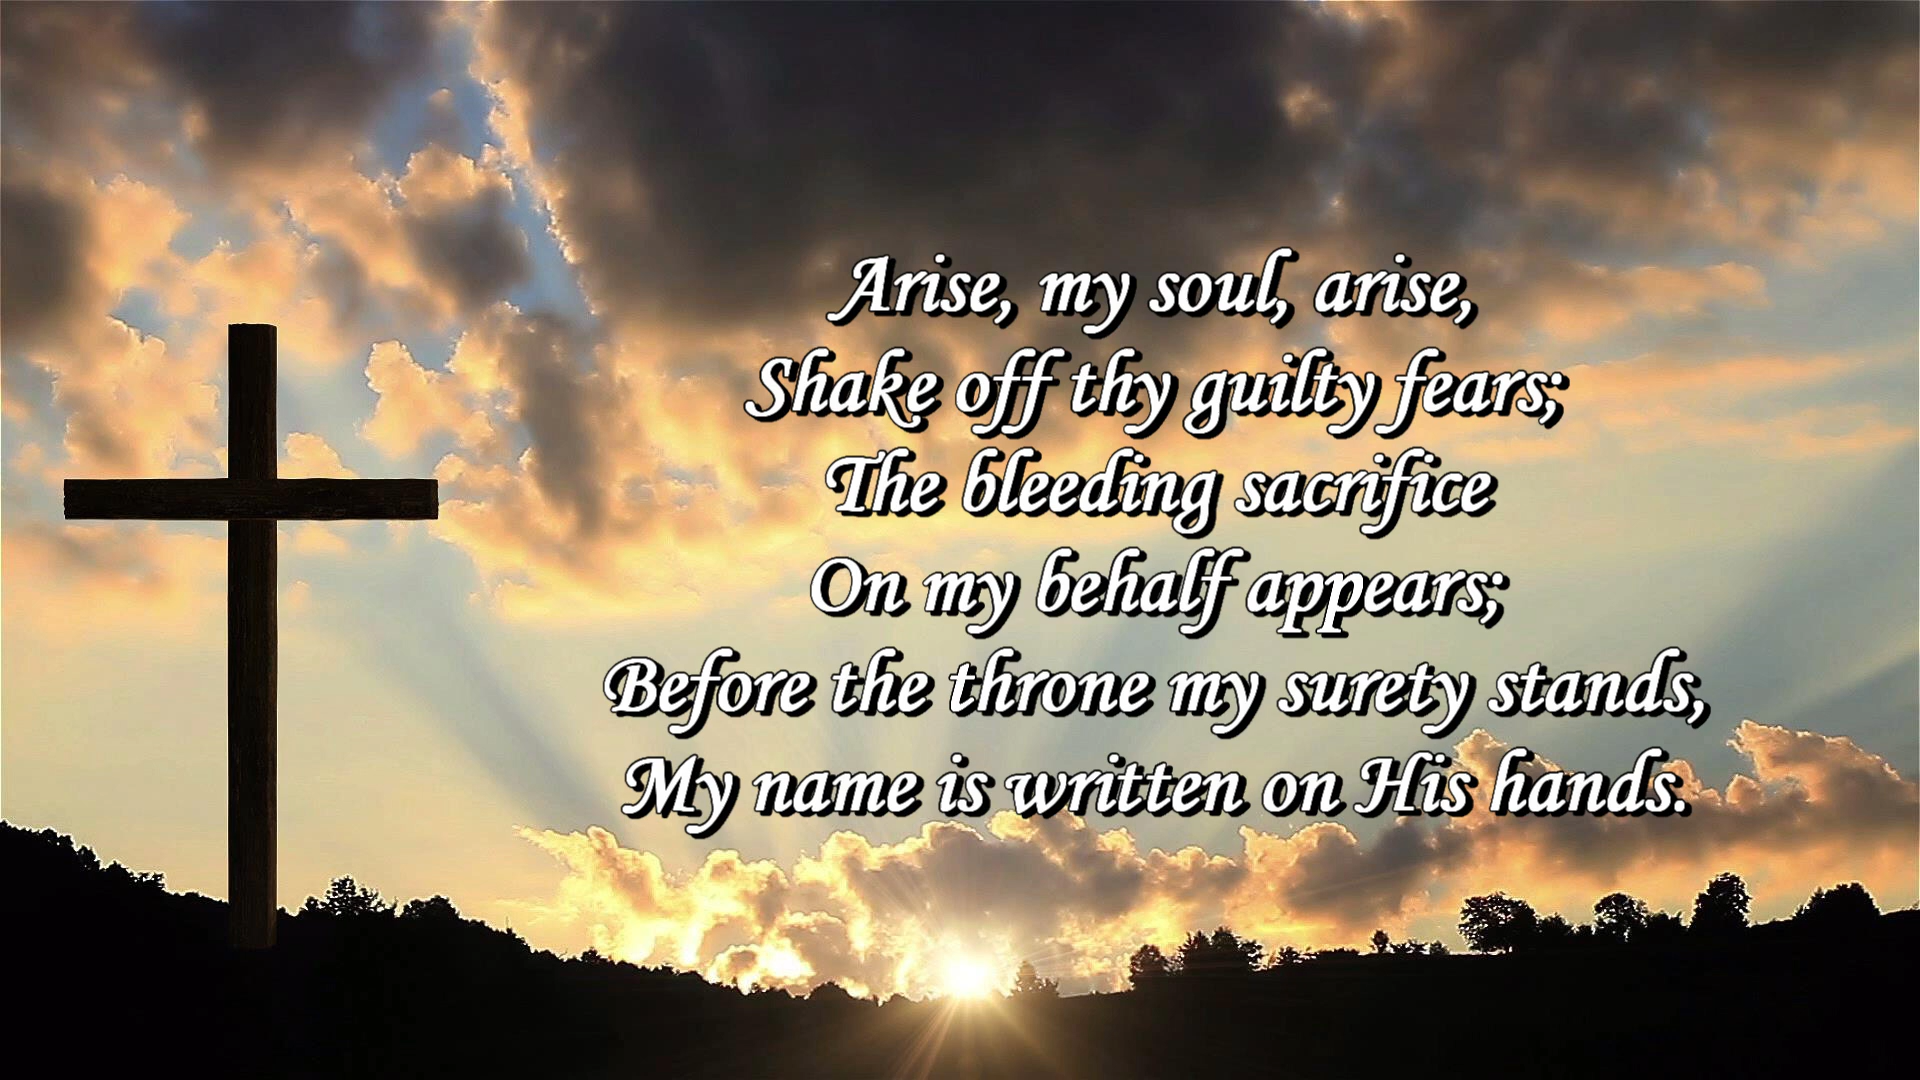 Arise, my soul, arise,
Shake off thy guilty fears;
The bleeding sacrifice
On my behalf appears;
Before the throne my surety stands,
My name is written on His hands.